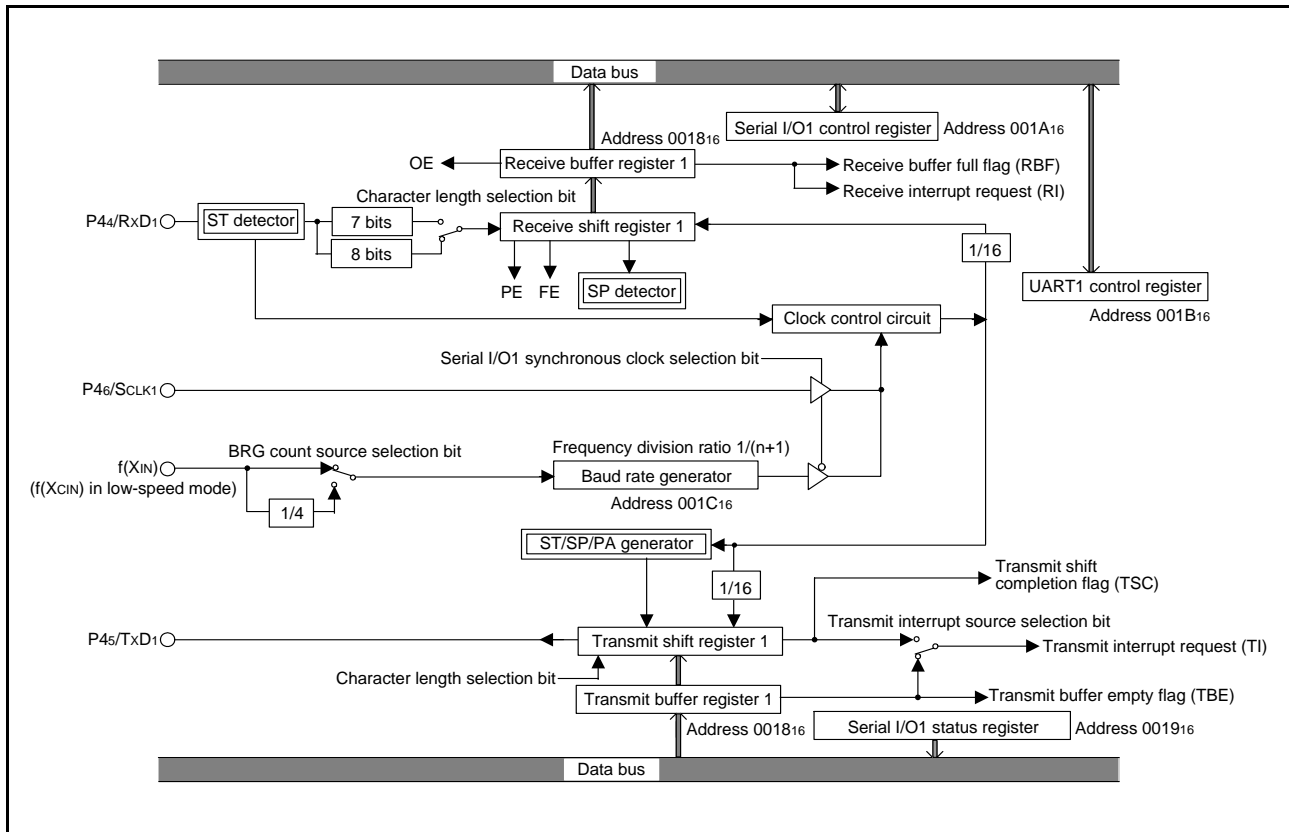 Data bus
Serial I/O1 control register
Address 001A16
Address 001816
OE
Receive buffer register 1
Receive buffer full flag (RBF)
Receive interrupt request (RI)
Character length selection bit
P44/RxD1
ST detector
7 bits
8 bits
Receive shift register 1
1/16
PE
FE
SP detector
UART1 control register
Address 001B16
Clock control circuit
Serial I/O1 synchronous clock selection bit
P46/SCLK1
f(XIN)
(f(XCIN) in low-speed mode)
BRG count source selection bit
1/4
Frequency division ratio 1/(n+1)
Baud rate generator
Address 001C16
ST/SP/PA generator
1/16
Transmit shift
completion flag (TSC)
Transmit interrupt source selection bit
P45/TxD1
Transmit shift register 1
Transmit interrupt request (TI)
Character length selection bit
Transmit buffer register 1
Transmit buffer empty flag (TBE)
Address 001816
Serial I/O1 status register
Address 001916
Data bus